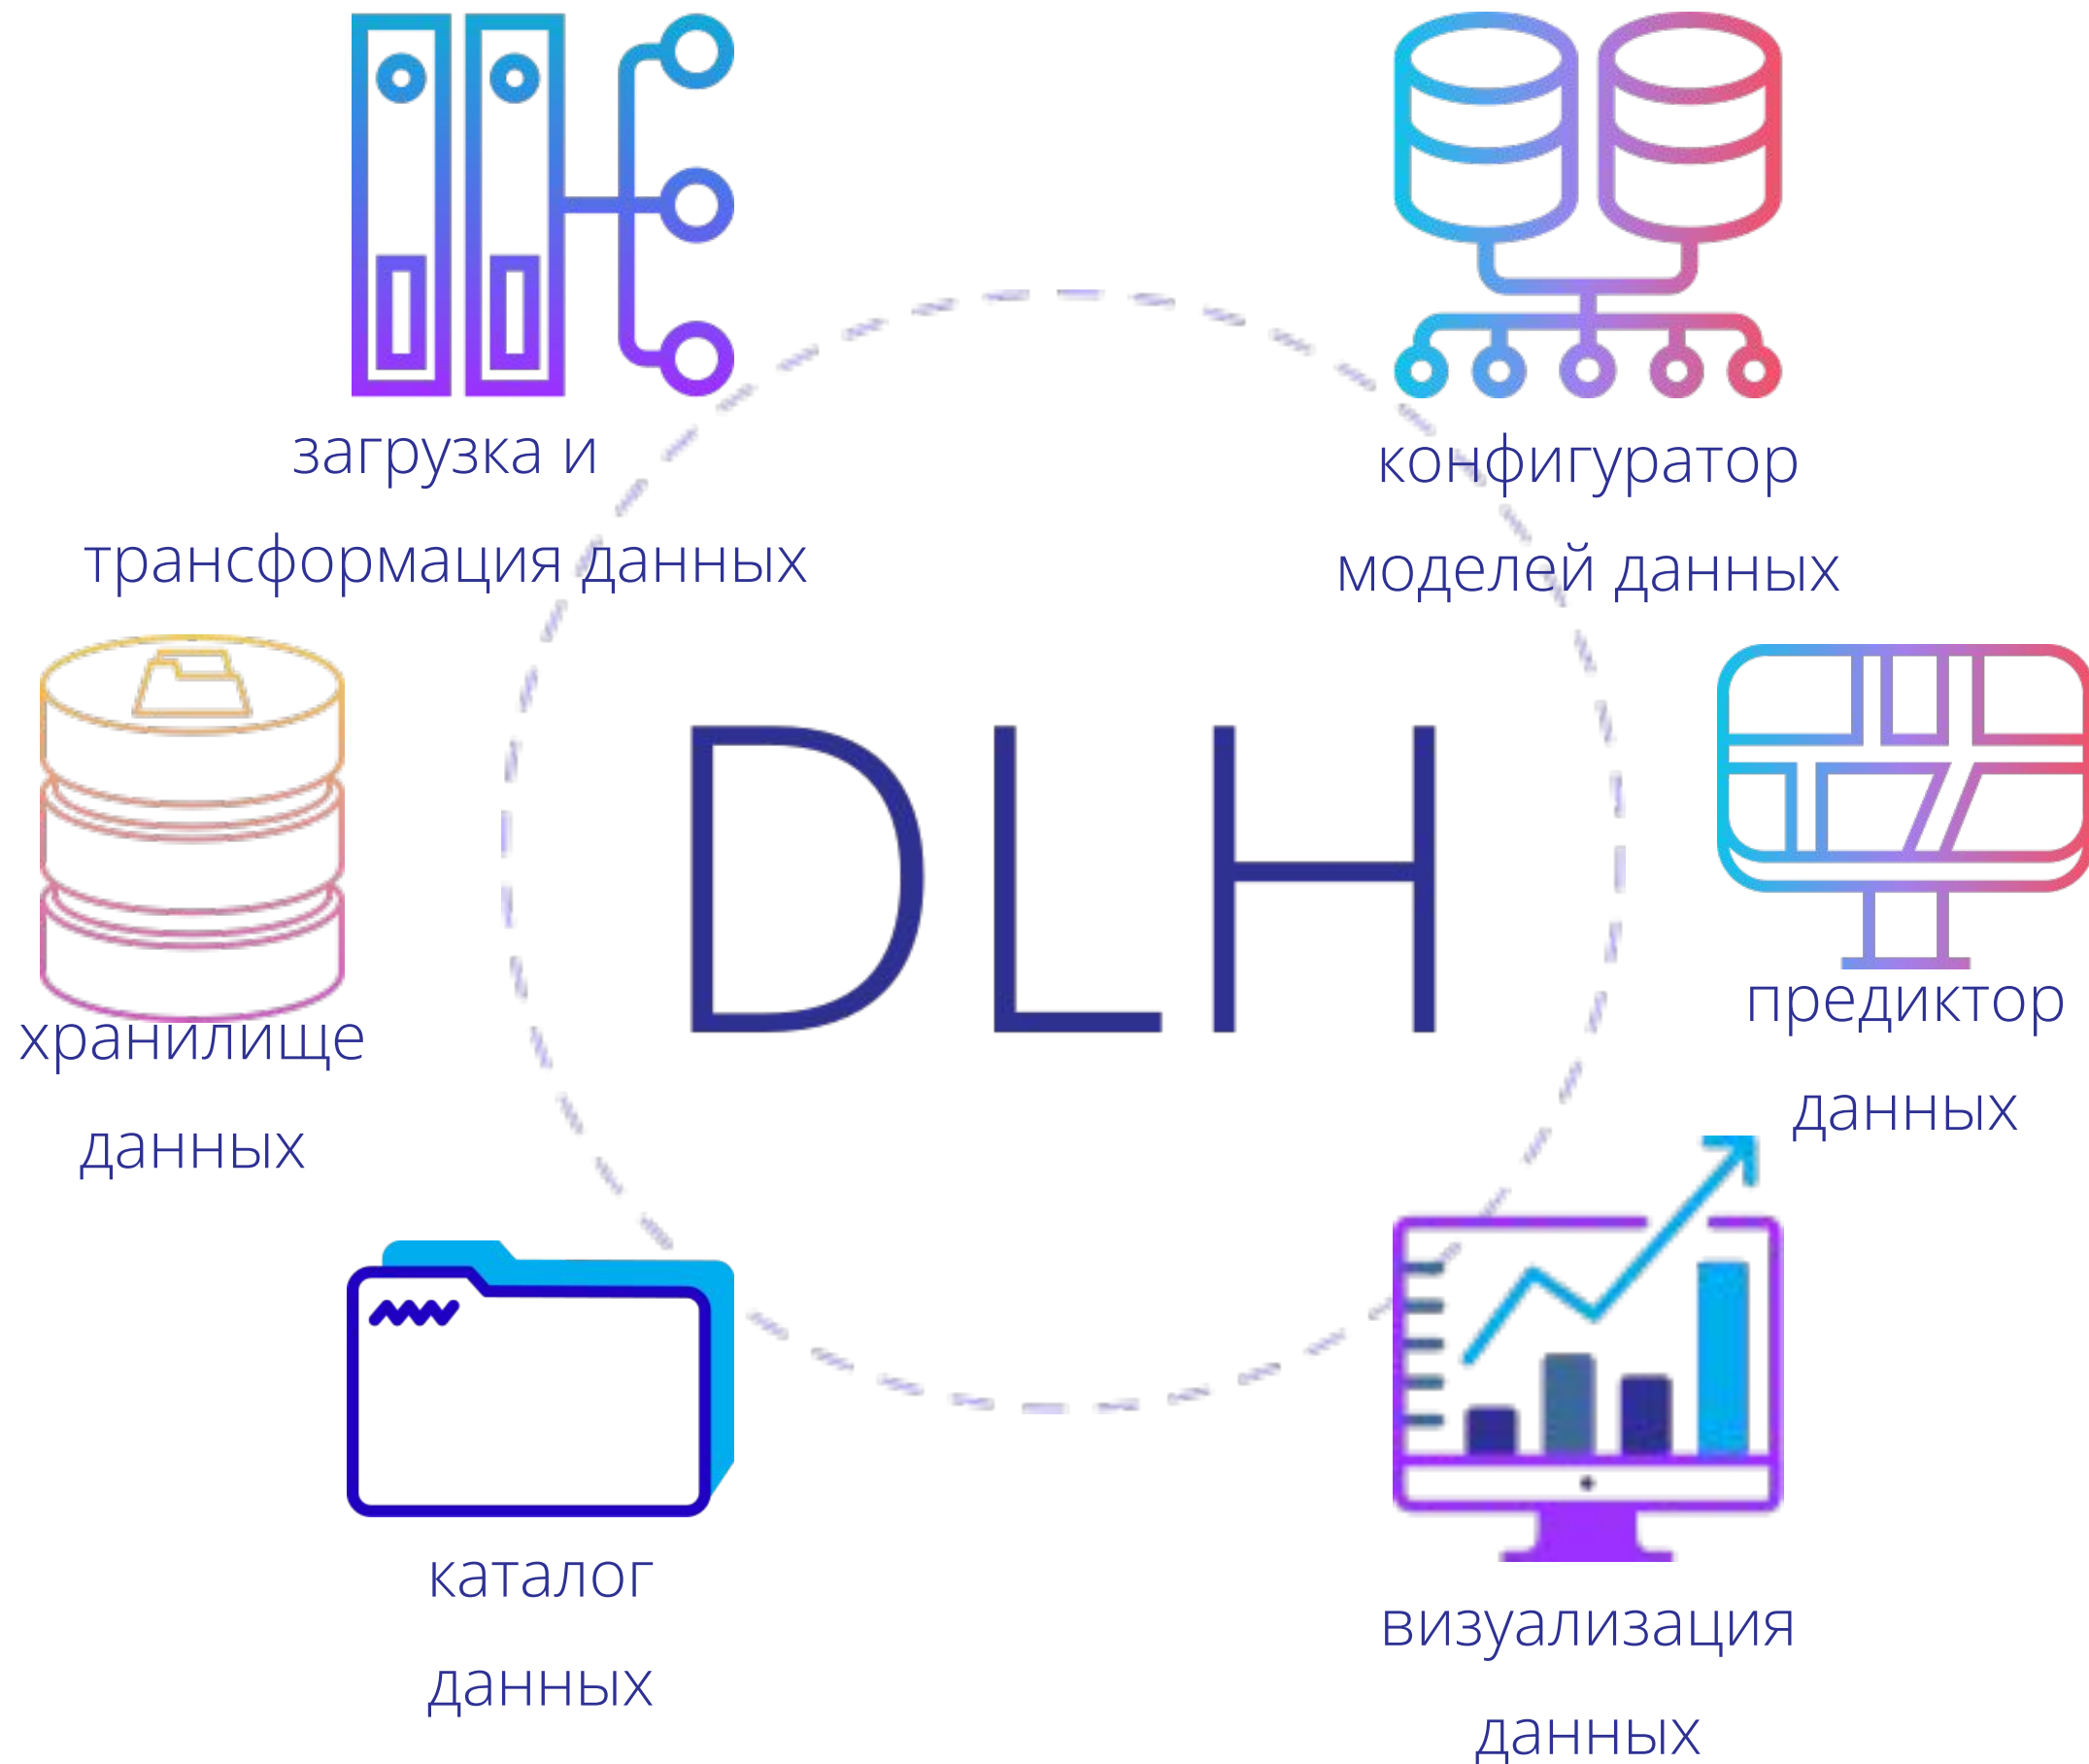 загрузка и
трансформация данных
конфигуратор
моделей данных
DLH
хранилище
данных
предиктор
данных
каталог
данных
визуализация
данных